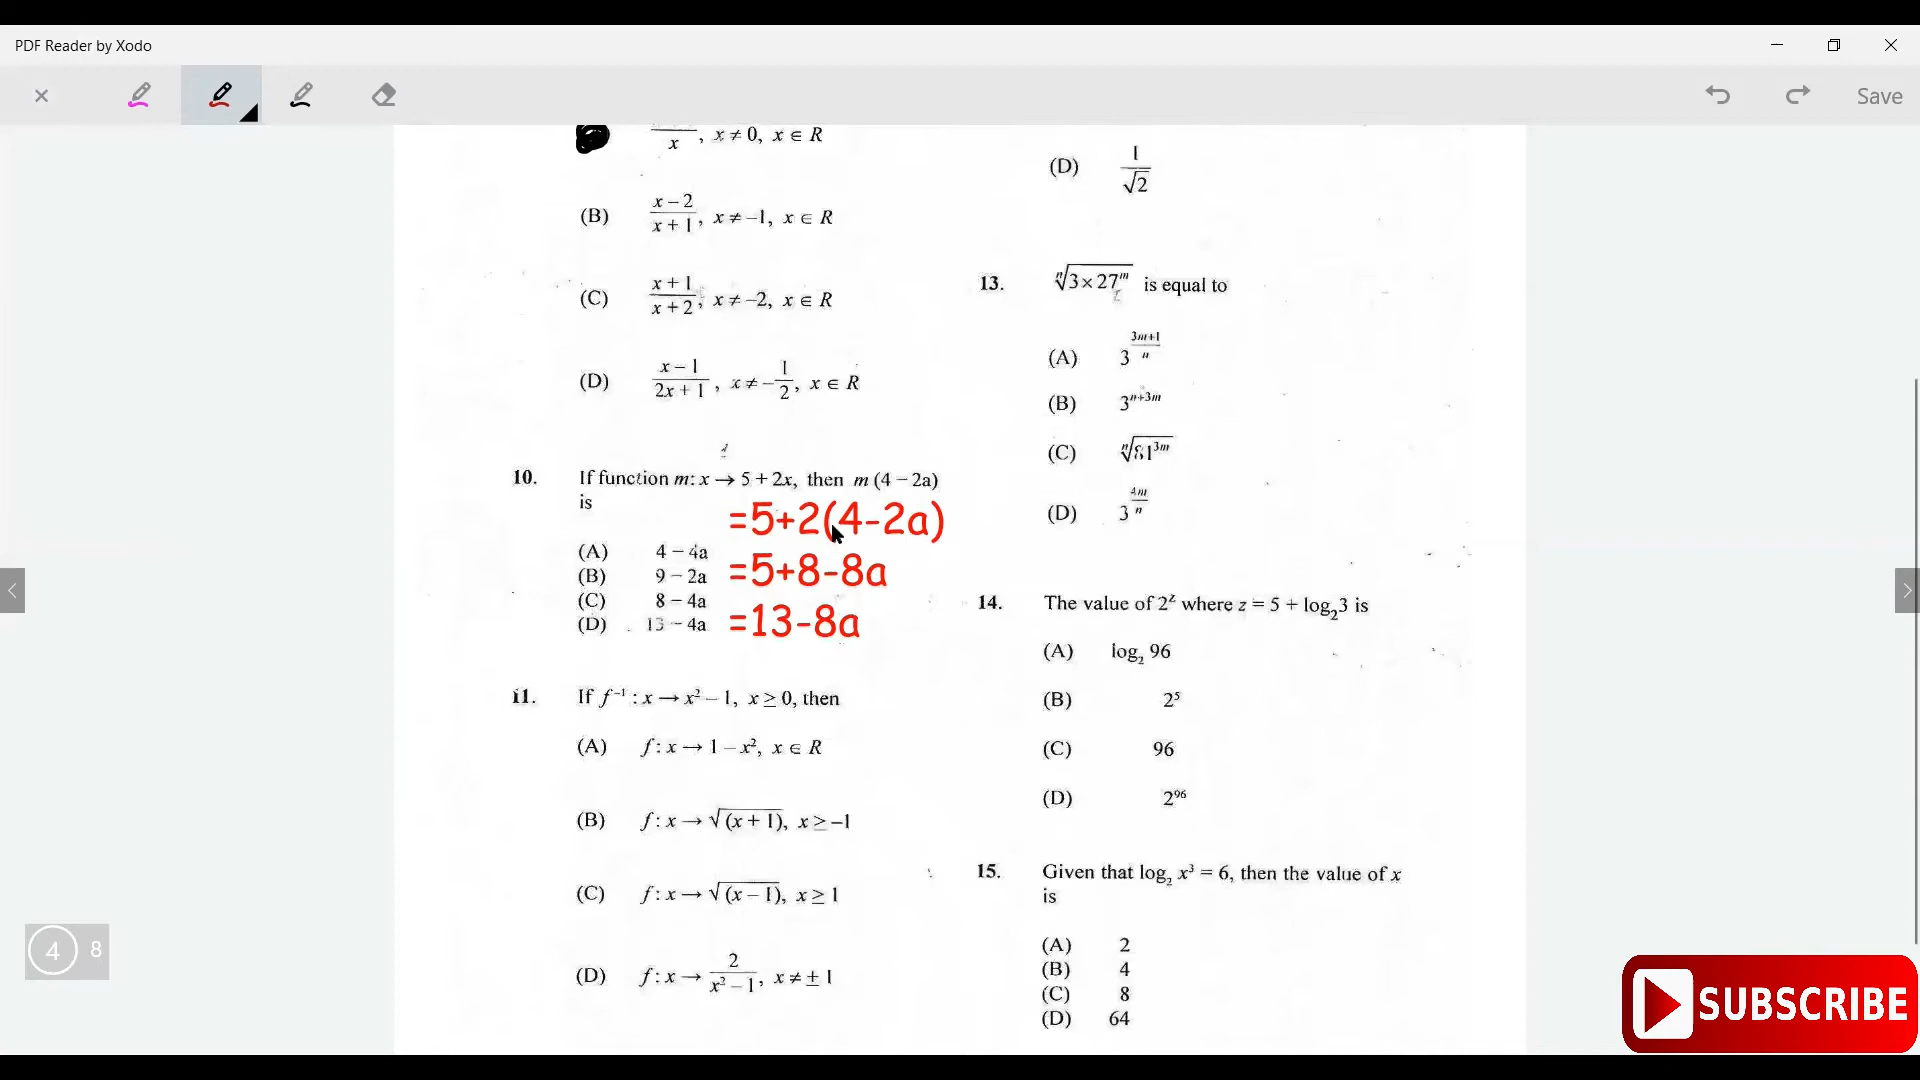 PDF Reader by Xodo
Save
x, x ≠ 0, x ∈ R
(B) (x − 2)/(x + 1), x ≠ −1, x ∈ R
(C) (x + 1)/(x + 2), x ≠ −2, x ∈ R
(D) (x − 1)/(2x + 1), x ≠ −1/2, x ∈ R
10. If function m: x → 5 + 2x, then m (4 − 2a)
is
=5+2(4-2a)
(A) 4 − 4a
=5+8-8a
(B) 9 − 2a
(C) 8 − 4a
=13-8a
(D) 13 − 4a
11. If f⁻¹ : x → x² − 1, x ≥ 0, then
(A) f : x → 1 − x², x ∈ R
(B) f : x → √(x + 1), x ≥ −1
(C) f : x → √(x − 1), x ≥ 1
(D) f : x → 2/(x² − 1), x ≠ ± 1
(D) 1/√2
13. ⁿ√3 × 27ᵐ is equal to
(A) 3^((3m+1)/n)
(B) 3^(n+3m)
(C) ⁿ√81³ᵐ
(D) 3^(4m/n)
14. The value of 2ᶻ where z = 5 + log₂3 is
(A) log₂ 96
(B) 2⁵
(C) 96
(D) 2⁹⁶
15. Given that log₂ x³ = 6, then the value of x
is
(A) 2
(B) 4
(C) 8
(D) 64
4 8
SUBSCRIBE